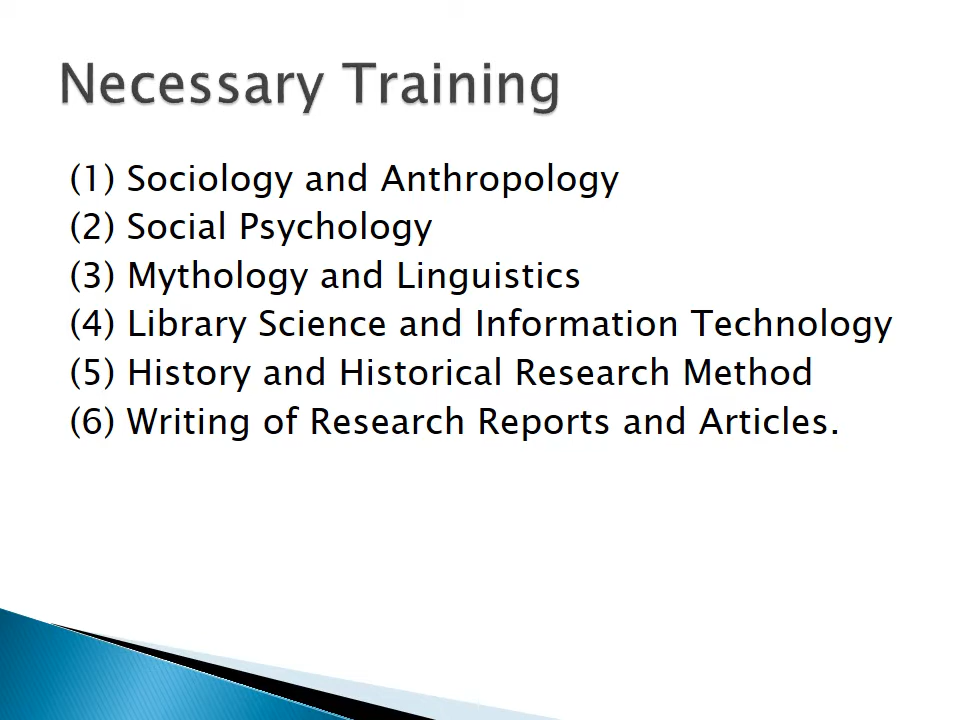 Necessary Training
(1) Sociology and Anthropology
(2) Social Psychology
(3) Mythology and Linguistics
(4) Library Science and Information Technology
(5) History and Historical Research Method
(6) Writing of Research Reports and Articles.